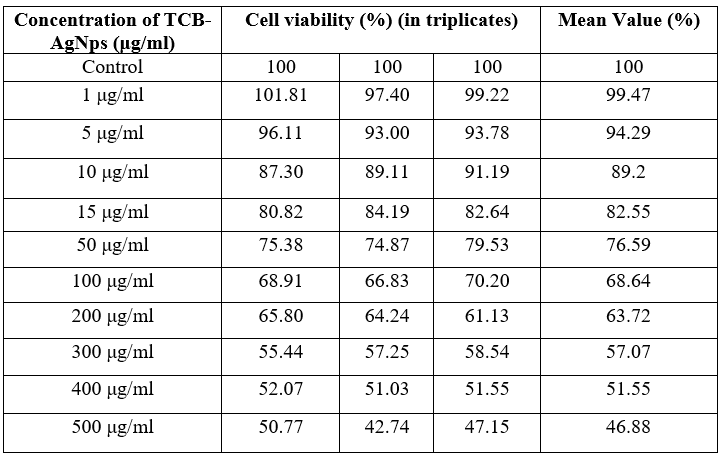 Concentration of TCB- Cell viability (%) (in triplicates) Mean Value (%)
AgNps (µg/ml)
Control 100 100 100 100
1 µg/ml 101.81 97.40 99.22 99.47
5 µg/ml 96.11 93.00 93.78 94.29
10 µg/ml 87.30 89.11 91.19 89.2
15 µg/ml 80.82 84.19 82.64 82.55
50 µg/ml 75.38 74.87 79.53 76.59
100 µg/ml 68.91 66.83 70.20 68.64
200 µg/ml 65.80 64.24 61.13 63.72
300 µg/ml 55.44 57.25 58.54 57.07
400 µg/ml 52.07 51.03 51.55 51.55
500 µg/ml 50.77 42.74 47.15 46.88